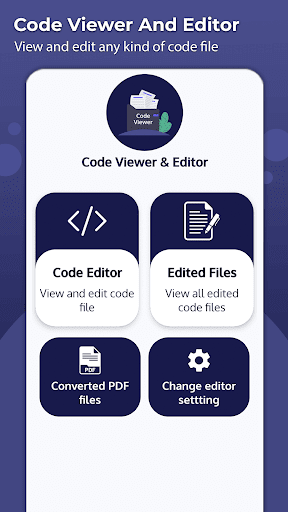 Code Viewer And Editor
View and edit any kind of code file
Code
Viewer
Code Viewer & Editor
</>
Code Editor
View and edit code
file
Edited Files
View all edited
code files
PDF
Converted PDF
files
Change editor
settting